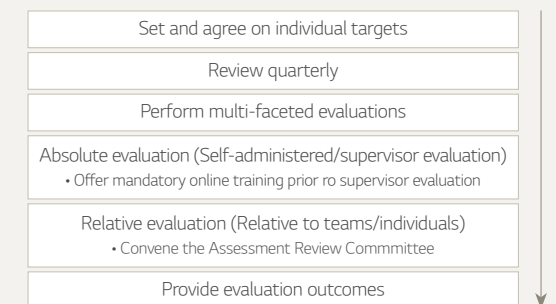 Set and agree on individual targets
Review quarterly
Perform multi-faceted evaluations
Absolute evaluation (Self-administered/supervisor evaluation)
• Offer mandatory online training prior ro supervisor evaluation
Relative evaluation (Relative to teams/individuals)
• Convene the Assessment Review Commmittee
Provide evaluation outcomes